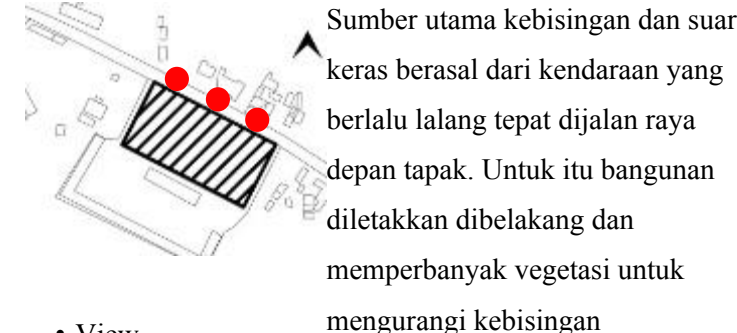 Sumber utama kebisingan dan suar
keras berasal dari kendaraan yang
berlalu lalang tepat dijalan raya
depan tapak. Untuk itu bangunan
diletakkan dibelakang dan
memperbanyak vegetasi untuk
mengurangi kebisingan
• View